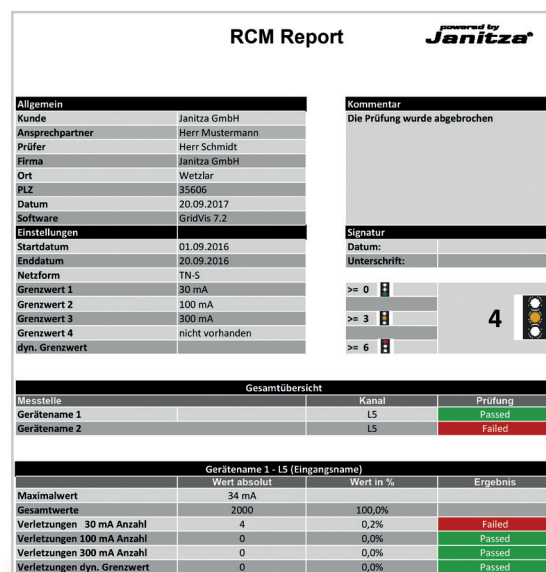 RCM Report
powered by
Janitza®
Allgemein
Kunde Janitza GmbH
Ansprechpartner Herr Mustermann
Prüfer Herr Schmidt
Firma Janitza GmbH
Ort Wetzlar
PLZ 35606
Datum 20.09.2017
Software GridVis 7.2
Einstellungen
Startdatum 01.09.2016
Enddatum 20.09.2016
Netzform TN-S
Grenzwert 1 30 mA
Grenzwert 2 100 mA
Grenzwert 3 300 mA
Grenzwert 4 nicht vorhanden
dyn. Grenzwert
Kommentar
Die Prüfung wurde abgebrochen
Signatur
Datum:
Unterschrift:
>= 0
>= 3
>= 6
4
Gesamtübersicht
Messtelle Kanal Prüfung
Gerätename 1 L5 Passed
Gerätename 2 L5 Failed
Gerätename 1 - L5 (Eingangsname)
Wert absolut Wert in % Ergebnis
Maximalwert 34 mA
Gesamtwerte 2000 100,0%
Verletzungen 30 mA Anzahl 4 0,2% Failed
Verletzungen 100 mA Anzahl 0 0,0% Passed
Verletzungen 300 mA Anzahl 0 0,0% Passed
Verletzungen dyn. Grenzwert 0 0,0% Passed